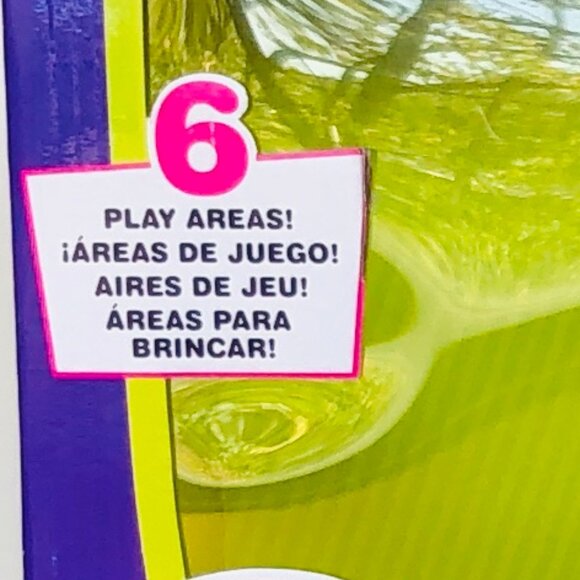 6
PLAY AREAS!
¡ÁREAS DE JUEGO!
AIRES DE JEU!
ÁREAS PARA
BRINCAR!